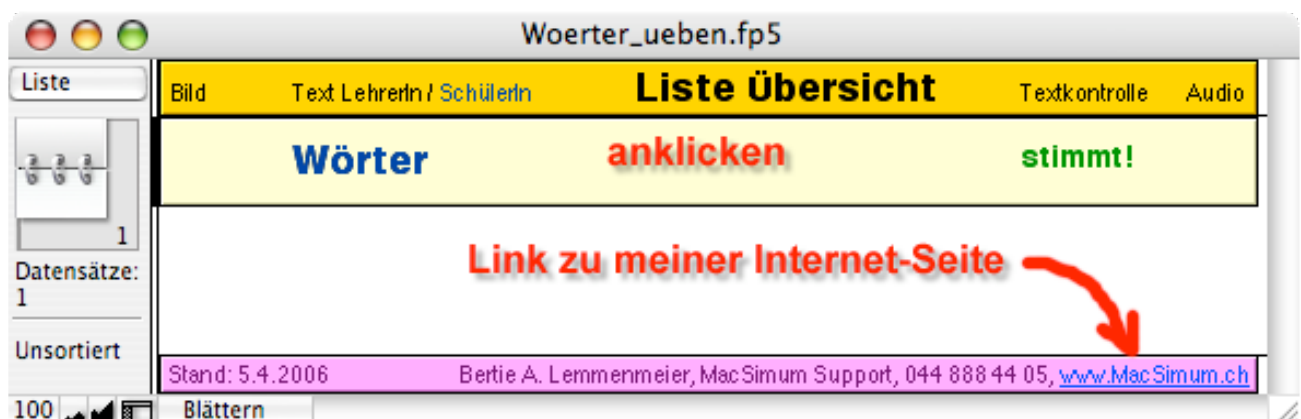 Woerter_ueben.fp5
Liste
Bild Text LehrerIn / SchülerIn Liste Übersicht Textkontrolle Audio
Wörter anklicken stimmt!
1
Link zu meiner Internet-Seite
Datensätze:
1
Unsortiert
Stand: 5.4.2006 Bertie A. Lemmenmeier, MacSimum Support, 044 888 44 05, www.MacSimum.ch
100 Blättern